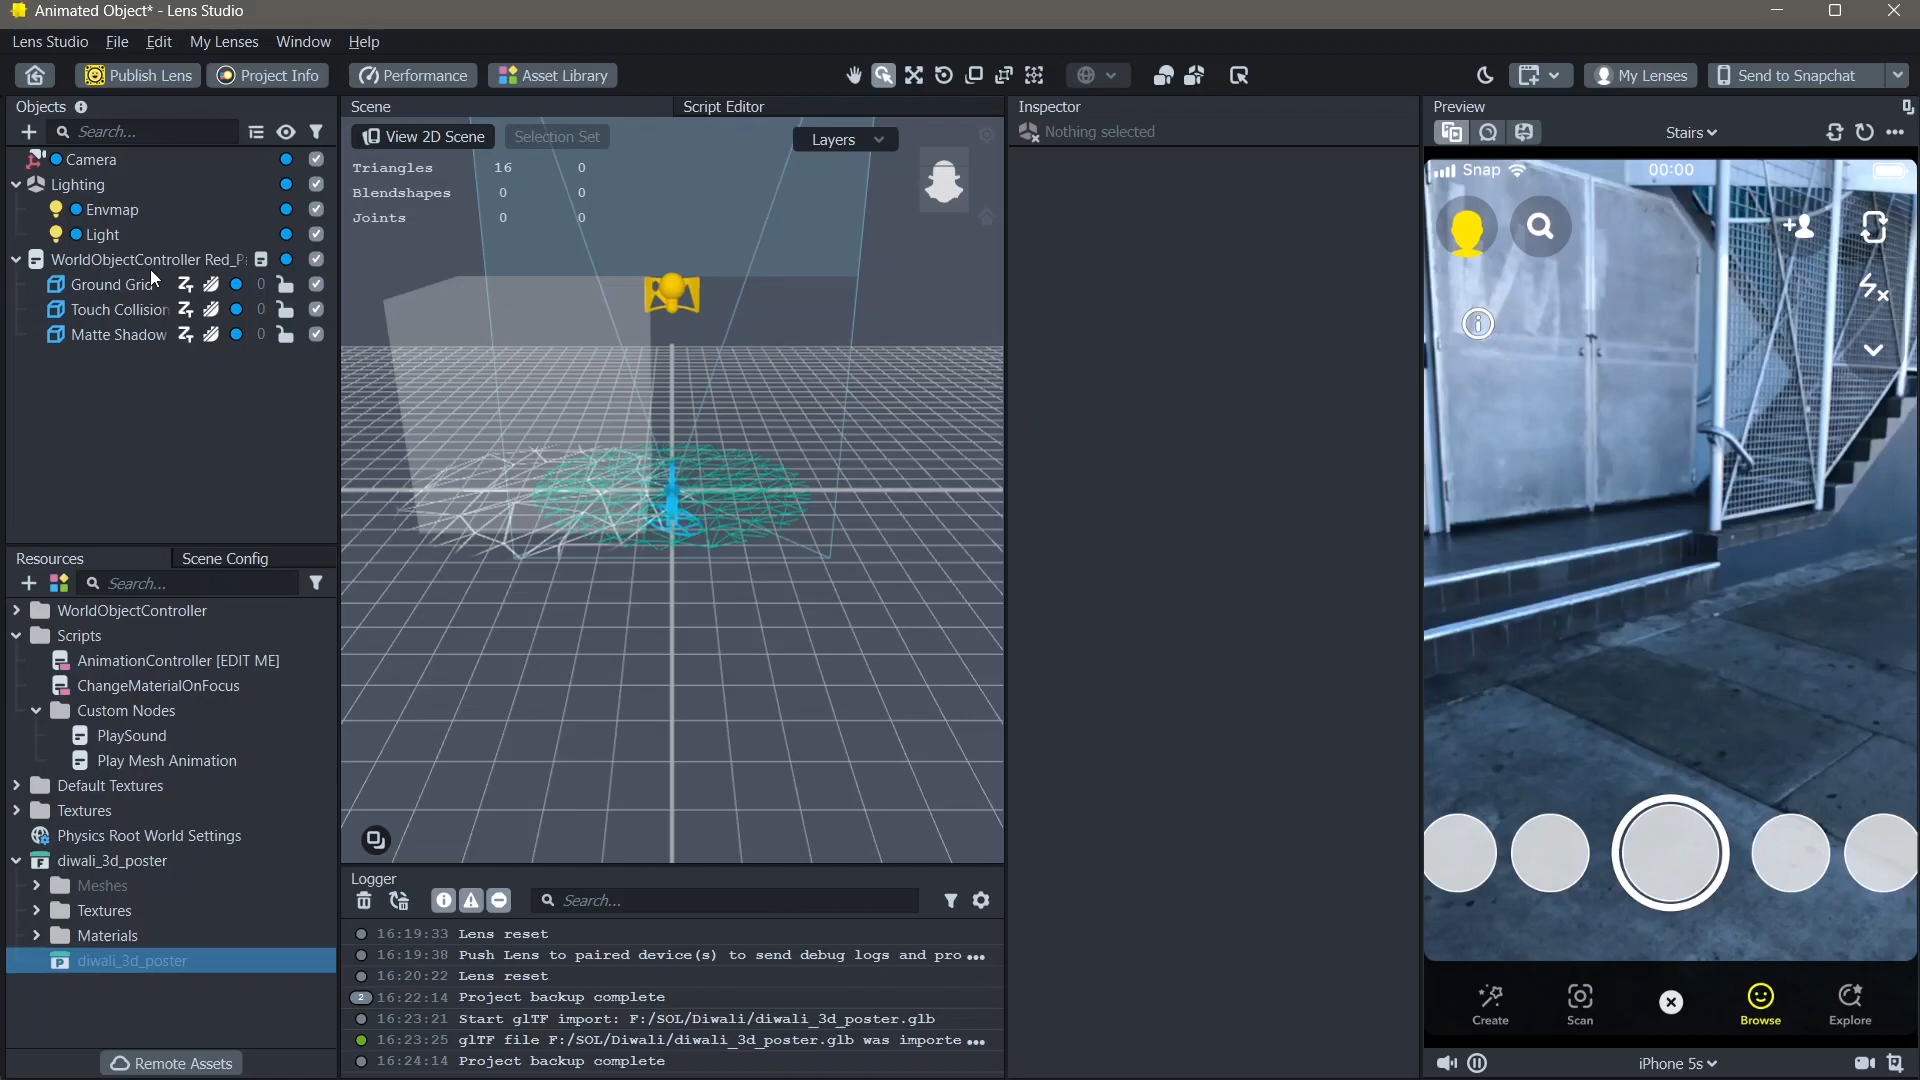 Animated Object* - Lens Studio
Lens Studio File Edit My Lenses Window Help
Publish Lens Project Info Performance Asset Library My Lenses Send to Snapchat
Objects
Search...
Camera
Lighting
Envmap
Light
WorldObjectController Red_P
Ground Grid
0
Touch Collision
0
Matte Shadow
0
Resources Scene Config
Search...
WorldObjectController
Scripts
AnimationController [EDIT ME]
ChangeMaterialOnFocus
Custom Nodes
PlaySound
Play Mesh Animation
Default Textures
Textures
Physics Root World Settings
diwali_3d_poster
Meshes
Textures
Materials
diwali_3d_poster
Remote Assets
Scene Script Editor
View 2D Scene Selection Set Layers
Triangles 16 0
Blendshapes 0 0
Joints 0 0
Logger
Search...
16:19:33 Lens reset
16:19:38 Push Lens to paired device(s) to send debug logs and pro •••
16:20:22 Lens reset
2 16:22:14 Project backup complete
16:23:21 Start glTF import: F:/SOL/Diwali/diwali_3d_poster.glb
16:23:25 glTF file F:/SOL/Diwali/diwali_3d_poster.glb was importe •••
16:24:14 Project backup complete
Inspector
Nothing selected
Preview
Stairs
Snap 00:00
Create Scan Browse Explore
iPhone 5s